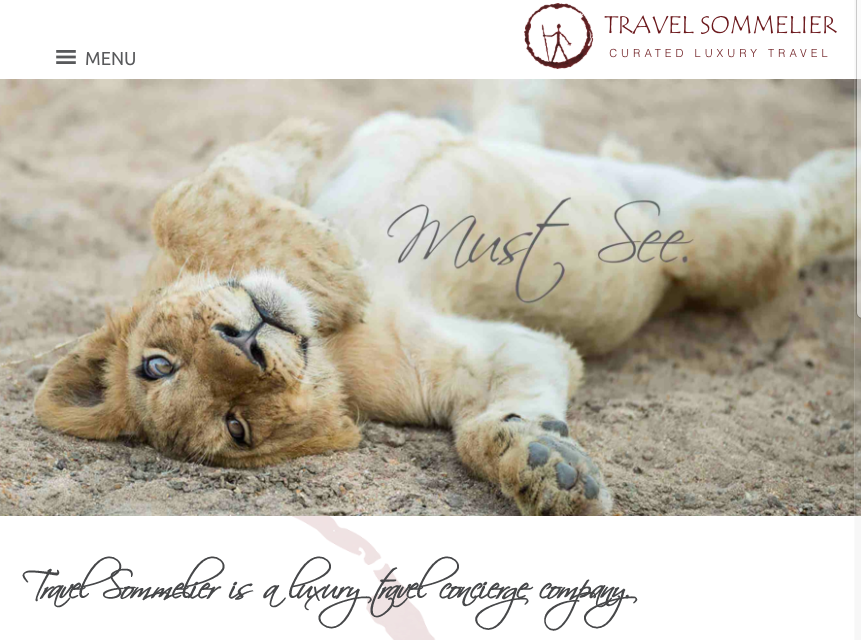 TRAVEL SOMMELIER
CURATED LUXURY TRAVEL
MENU
Must See.
Travel Sommelier is a luxury travel concierge company.